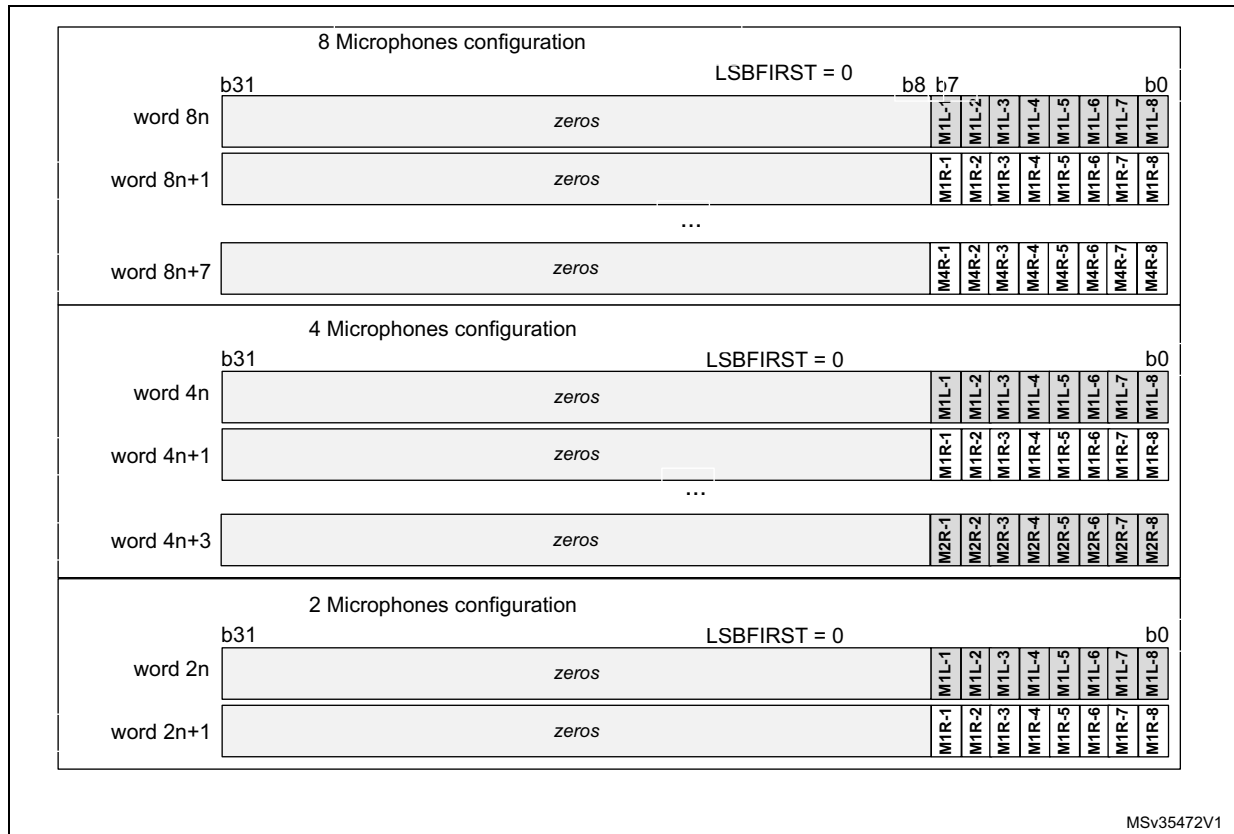 8 Microphones configuration
LSBFIRST = 0
b31 b8 b7 b0
word 8n zeros M1L-1 M1L-2 M1L-3 M1L-4 M1L-5 M1L-6 M1L-7 M1L-8
word 8n+1 zeros M1R-1 M1R-2 M1R-3 M1R-4 M1R-5 M1R-6 M1R-7 M1R-8
...
word 8n+7 zeros M4R-1 M4R-2 M4R-3 M4R-4 M4R-5 M4R-6 M4R-7 M4R-8
4 Microphones configuration
b31 LSBFIRST = 0 b0
word 4n zeros M1L-1 M1L-2 M1L-3 M1L-4 M1L-5 M1L-6 M1L-7 M1L-8
word 4n+1 zeros M1R-1 M1R-2 M1R-3 M1R-4 M1R-5 M1R-6 M1R-7 M1R-8
...
word 4n+3 zeros M2R-1 M2R-2 M2R-3 M2R-4 M2R-5 M2R-6 M2R-7 M2R-8
2 Microphones configuration
b31 LSBFIRST = 0 b0
word 2n zeros M1L-1 M1L-2 M1L-3 M1L-4 M1L-5 M1L-6 M1L-7 M1L-8
word 2n+1 zeros M1R-1 M1R-2 M1R-3 M1R-4 M1R-5 M1R-6 M1R-7 M1R-8
MSv35472V1